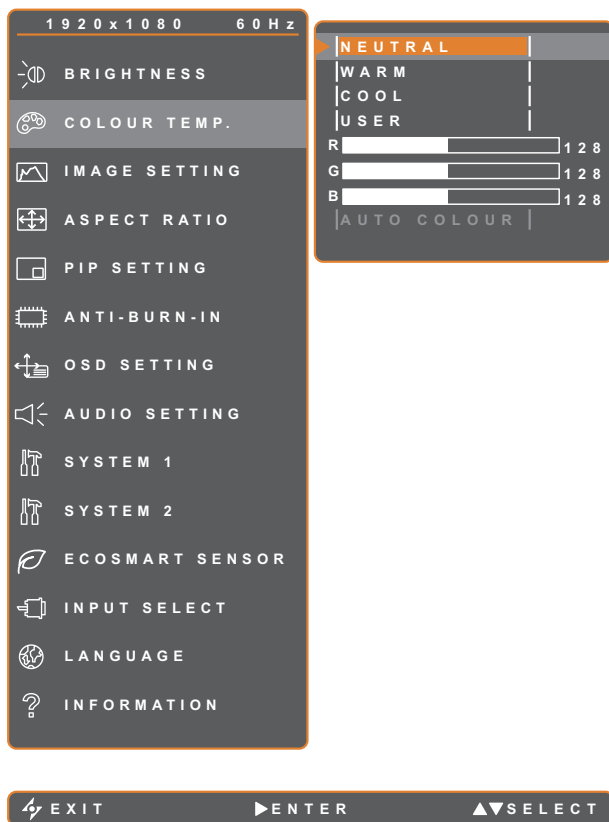 1920x1080 60Hz
BRIGHTNESS
COLOUR TEMP.
IMAGE SETTING
ASPECT RATIO
PIP SETTING
ANTI-BURN-IN
OSD SETTING
AUDIO SETTING
SYSTEM 1
SYSTEM 2
ECOSMART SENSOR
INPUT SELECT
LANGUAGE
INFORMATION
NEUTRAL
WARM
COOL
USER
R 128
G 128
B 128
AUTO COLOUR
EXIT ENTER SELECT